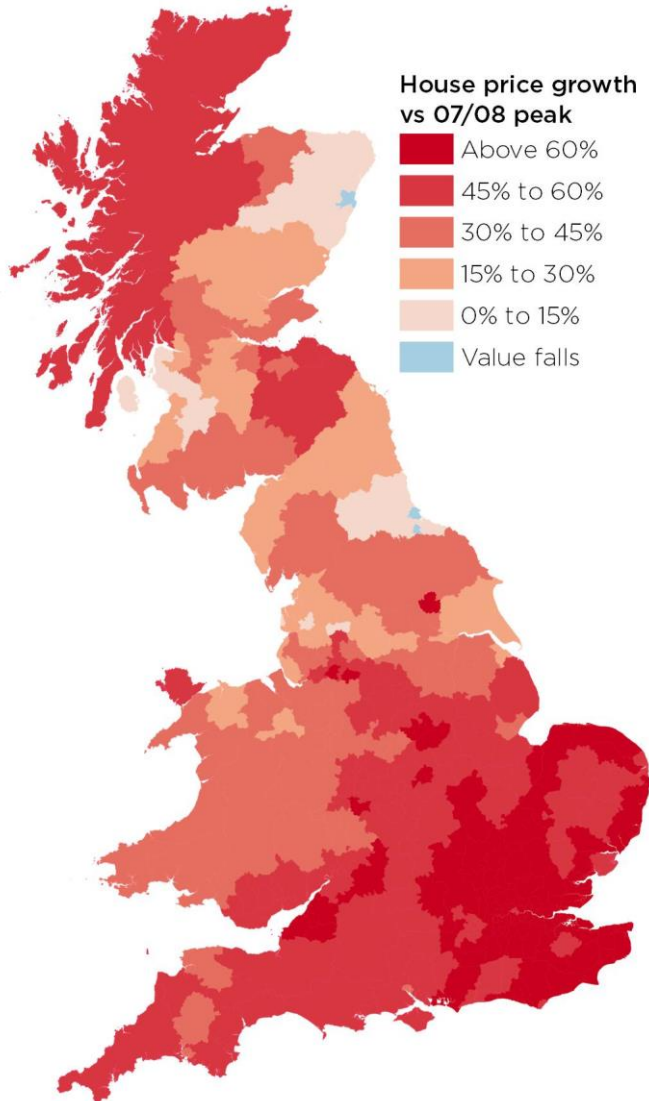 House price growth
vs 07/08 peak
Above 60%
45% to 60%
30% to 45%
15% to 30%
0% to 15%
Value falls